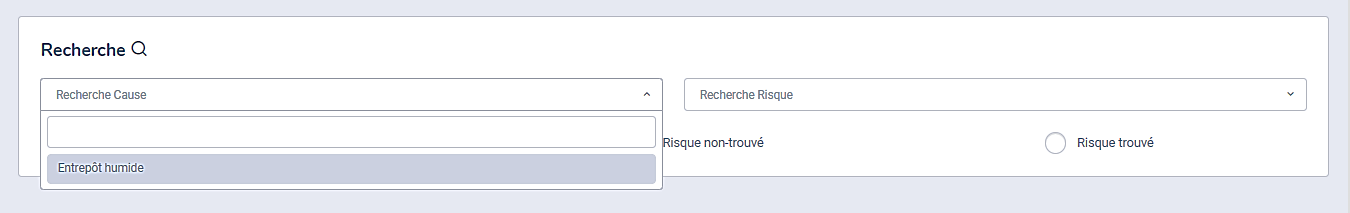 Recherche
Recherche Cause
Recherche Risque
Entrepôt humide
Risque non-trouvé
Risque trouvé